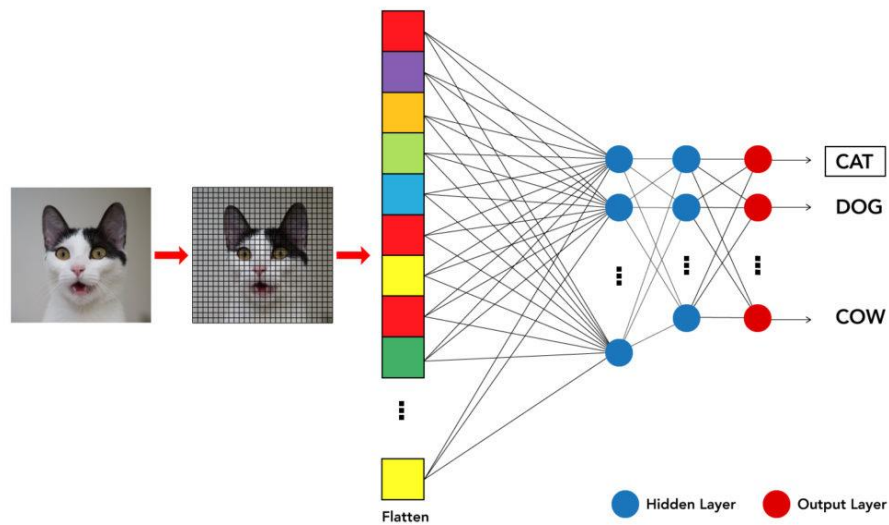 CAT
DOG
COW
Flatten
Hidden Layer
Output Layer